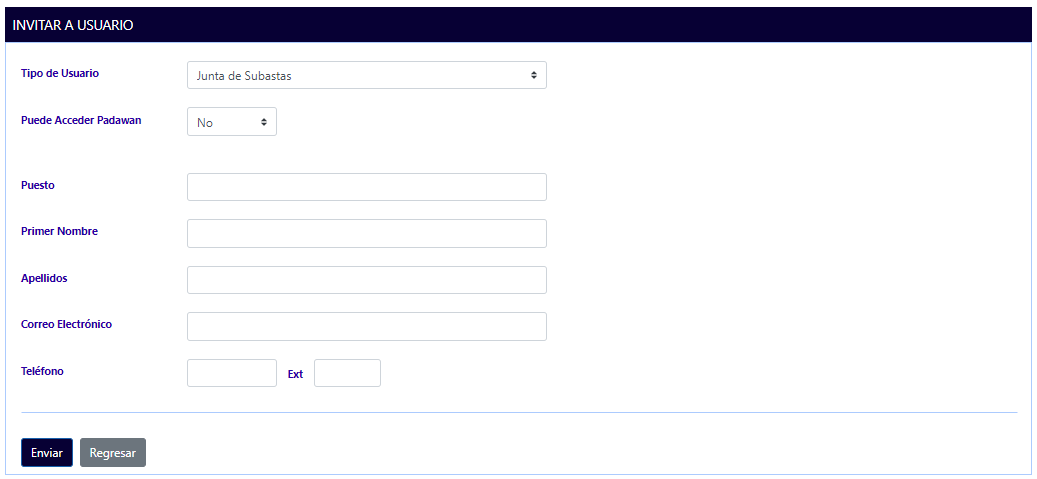 INVITAR A USUARIO
Tipo de Usuario Junta de Subastas
Puede Acceder Padawan No
Puesto
Primer Nombre
Apellidos
Correo Electrónico
Teléfono Ext
Enviar Regresar